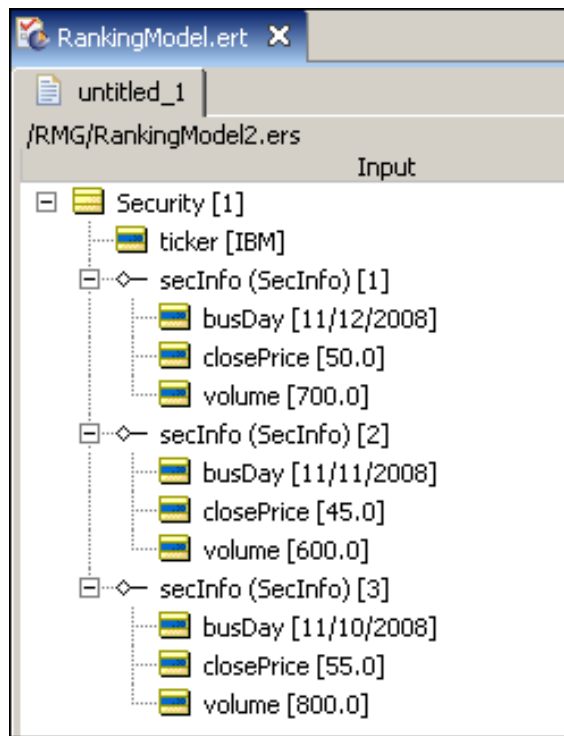 RankingModel.ert
untitled_1
/RMG/RankingModel2.ers
Input
Security [1]
ticker [IBM]
secInfo (SecInfo) [1]
busDay [11/12/2008]
closePrice [50.0]
volume [700.0]
secInfo (SecInfo) [2]
busDay [11/11/2008]
closePrice [45.0]
volume [600.0]
secInfo (SecInfo) [3]
busDay [11/10/2008]
closePrice [55.0]
volume [800.0]